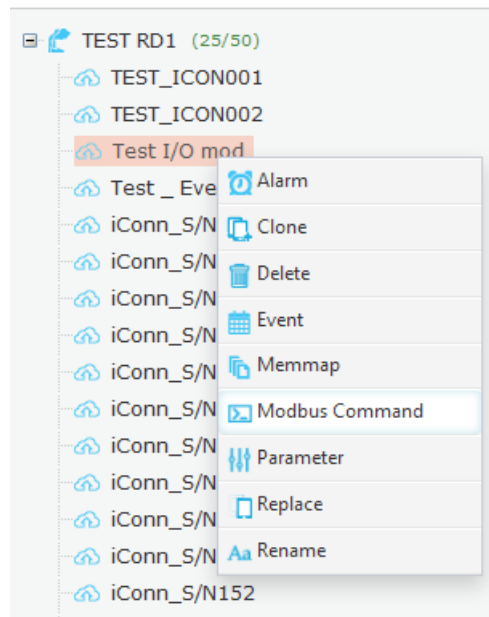 TEST RD1 (25/50)
TEST_ICON001
TEST_ICON002
Test I/O mod
Test _ Eve
iConn_S/N
iConn_S/N
iConn_S/N
iConn_S/N
iConn_S/N
iConn_S/N
iConn_S/N
iConn_S/N
iConn_S/N
iConn_S/N
iConn_S/N152
Alarm
Clone
Delete
Event
Memmap
Modbus Command
Parameter
Replace
Aa Rename